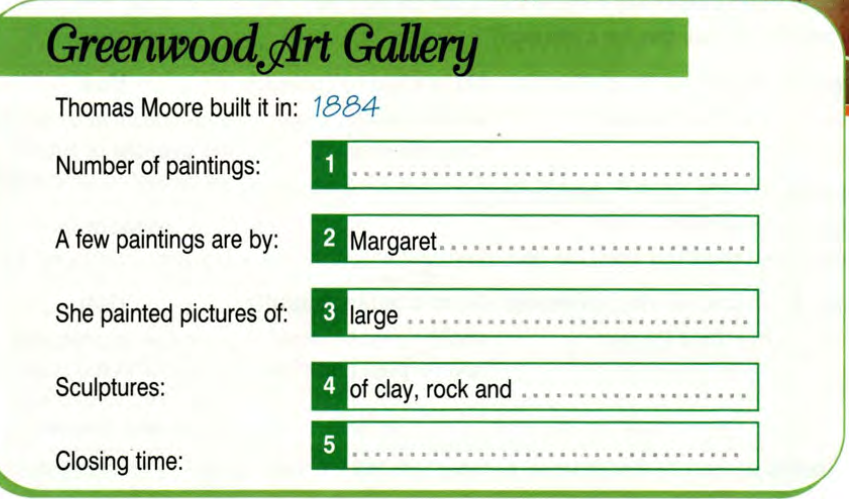 Greenwood Art Gallery
Thomas Moore built it in: 1884
Number of paintings: 1 ........................................
A few paintings are by: 2 Margaret ........................................
She painted pictures of: 3 large ........................................
Sculptures: 4 of clay, rock and ........................................
Closing time: 5 ........................................